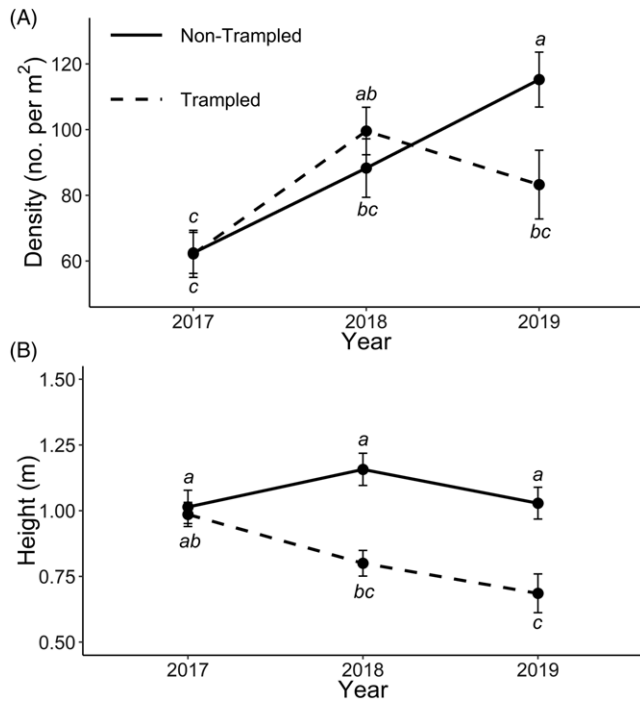 (A)
Non-Trampled
Trampled
Density (no. per m²)
120
100
80
60
a
ab
c
bc
bc
c
2017 2018 2019
Year
(B)
Height (m)
1.50
1.25
1.00
0.75
0.50
a
a
a
ab
bc
c
2017 2018 2019
Year